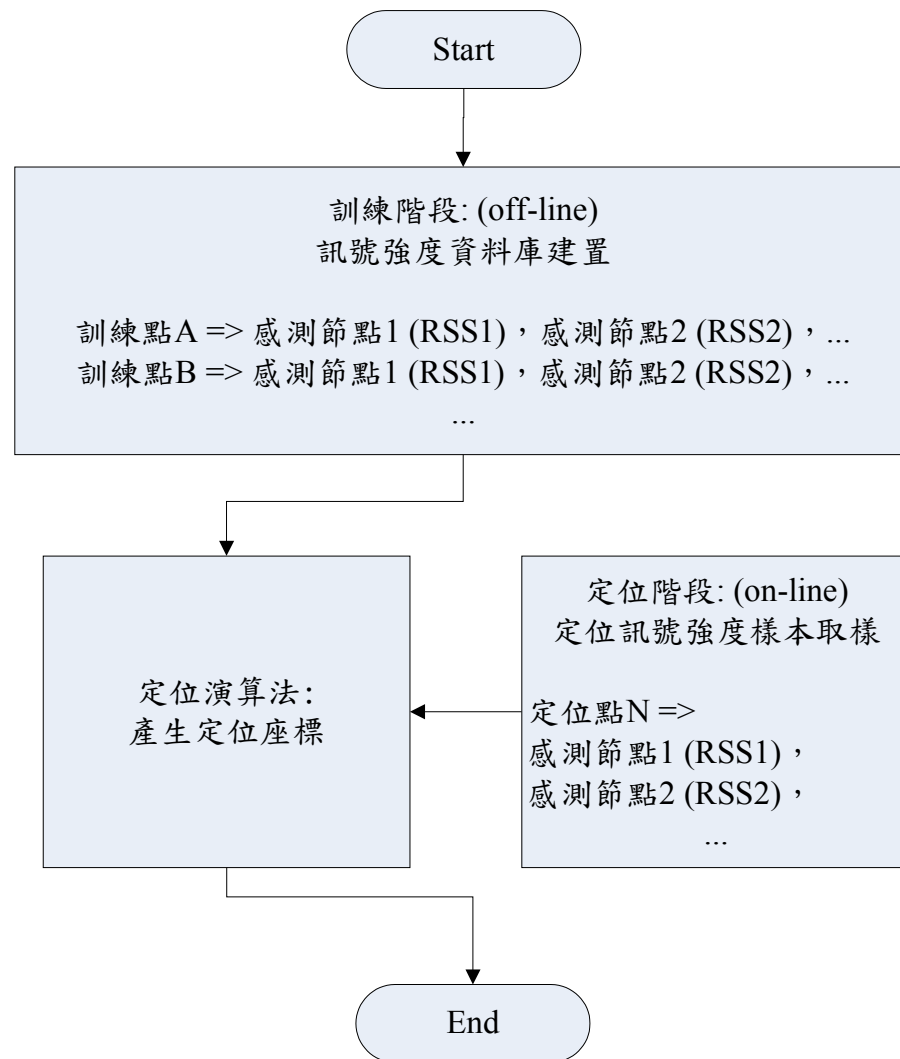 Start
訓練階段: (off-line)
訊號強度資料庫建置
訓練點A => 感測節點1 (RSS1)，感測節點2 (RSS2)，...
訓練點B => 感測節點1 (RSS1)，感測節點2 (RSS2)，...
...
定位演算法:
產生定位座標
定位階段: (on-line)
定位訊號強度樣本取樣
定位點N =>
感測節點1 (RSS1)，
感測節點2 (RSS2)，
...
End